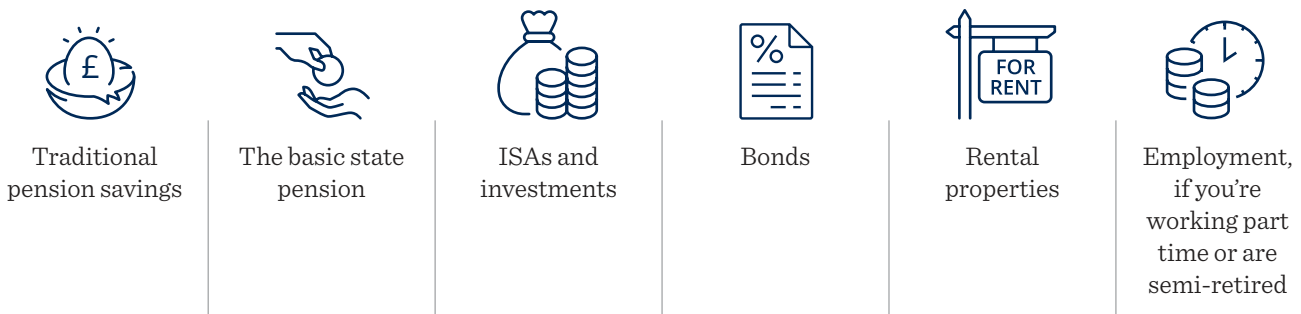 £
%
FOR
RENT
Traditional
pension savings
The basic state
pension
ISAs and
investments
Bonds
Rental
properties
Employment,
if you’re
working part
time or are
semi-retired